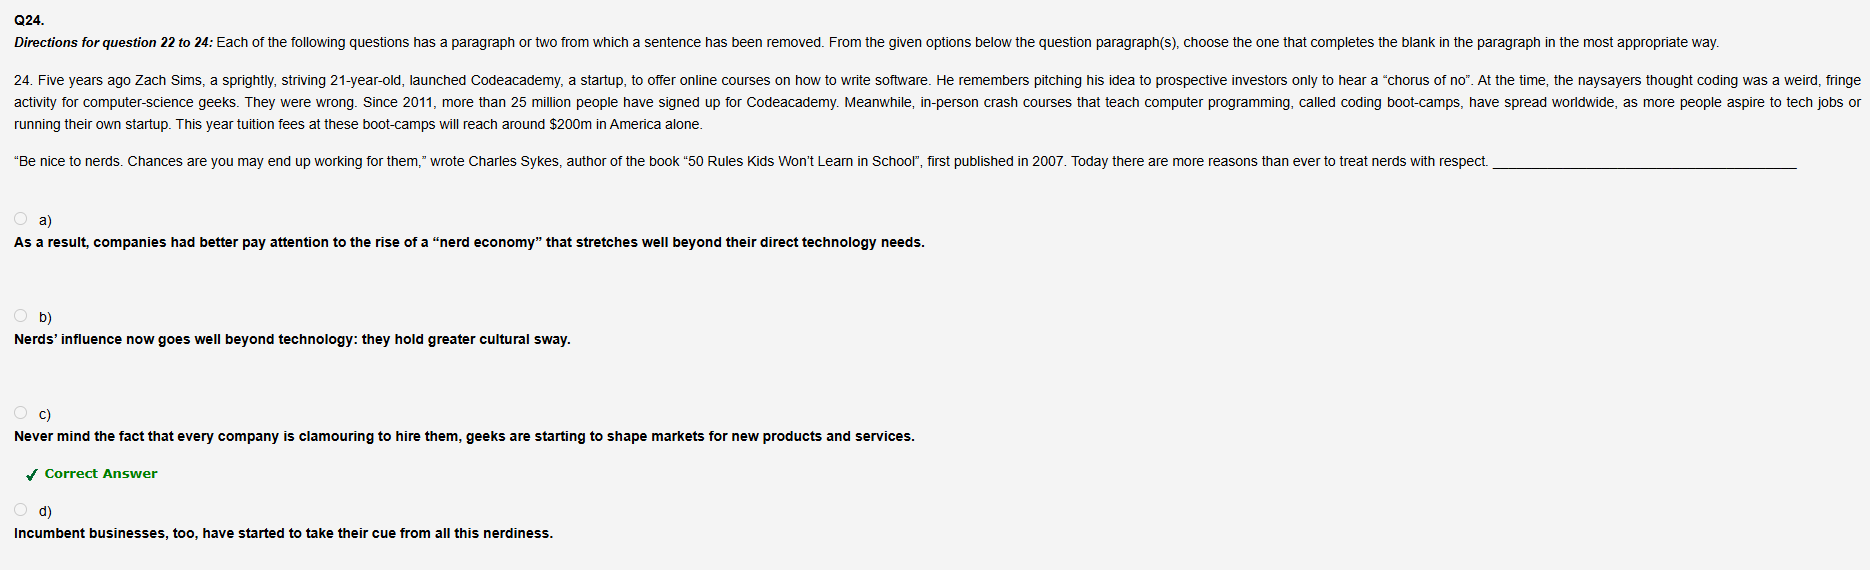 Q24.
Directions for question 22 to 24: Each of the following questions has a paragraph or two from which a sentence has been removed. From the given options below the question paragraph(s), choose the one that completes the blank in the paragraph in the most appropriate way.
24. Five years ago Zach Sims, a sprightly, striving 21-year-old, launched Codeacademy, a startup, to offer online courses on how to write software. He remembers pitching his idea to prospective investors only to hear a “chorus of no”. At the time, the naysayers thought coding was a weird, fringe
activity for computer-science geeks. They were wrong. Since 2011, more than 25 million people have signed up for Codeacademy. Meanwhile, in-person crash courses that teach computer programming, called coding boot-camps, have spread worldwide, as more people aspire to tech jobs or
running their own startup. This year tuition fees at these boot-camps will reach around $200m in America alone.
“Be nice to nerds. Chances are you may end up working for them,” wrote Charles Sykes, author of the book “50 Rules Kids Won’t Learn in School”, first published in 2007. Today there are more reasons than ever to treat nerds with respect. ____________________
a)
As a result, companies had better pay attention to the rise of a “nerd economy” that stretches well beyond their direct technology needs.
b)
Nerds’ influence now goes well beyond technology: they hold greater cultural sway.
c)
Never mind the fact that every company is clamouring to hire them, geeks are starting to shape markets for new products and services.
✓ Correct Answer
d)
Incumbent businesses, too, have started to take their cue from all this nerdiness.